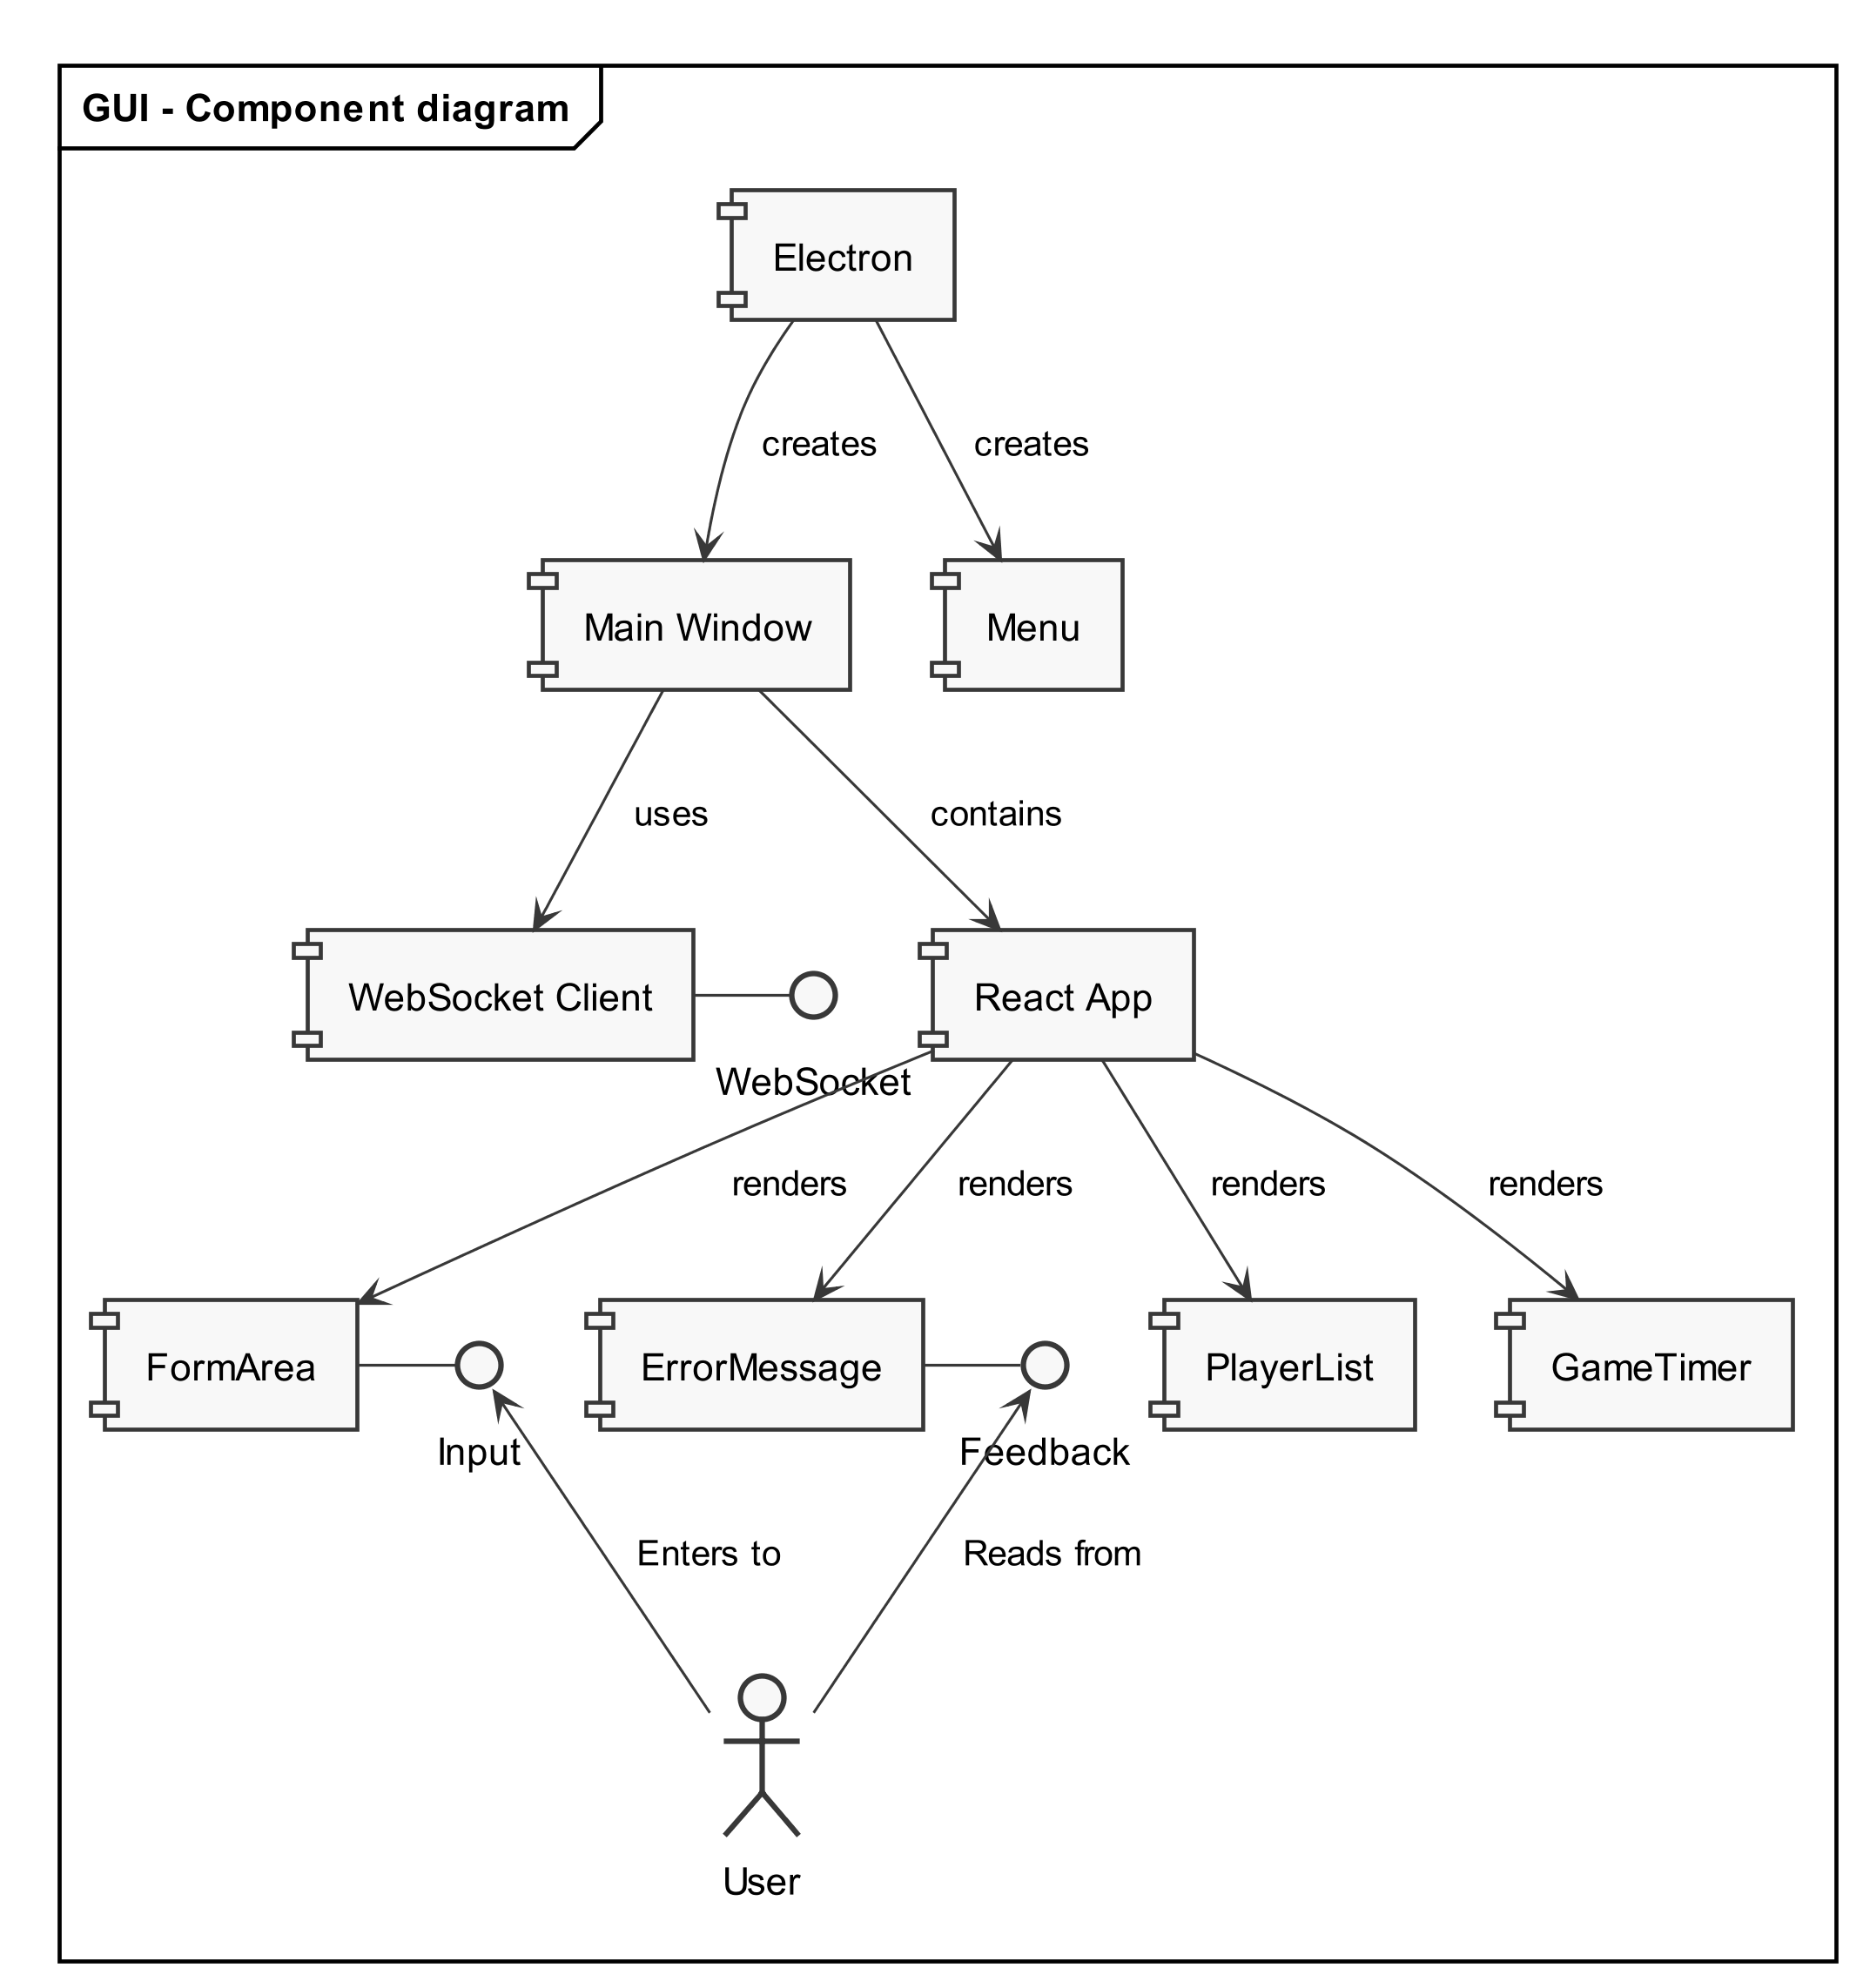 GUI - Component diagram
Electron
creates
creates
Main Window
Menu
uses
contains
WebSocket Client
React App
WebSocket
renders
renders
renders
renders
FormArea
ErrorMessage
PlayerList
GameTimer
Input
Feedback
Enters to
Reads from
User